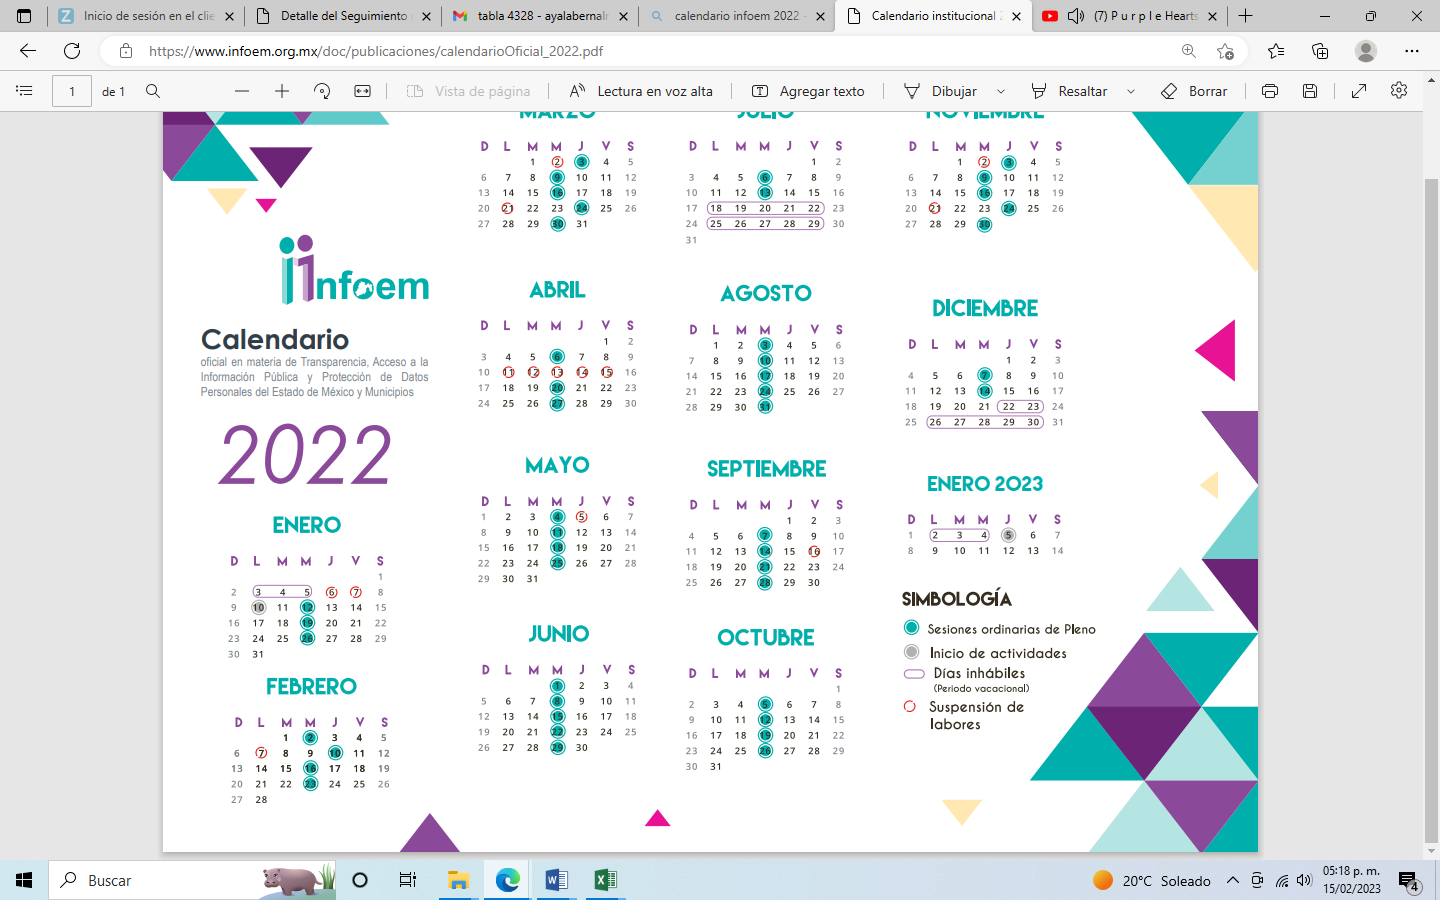 Inicio de sesión en el clie
Detalle del Seguimiento
tabla 4328 - ayalabernalr
calendario infoem 2022 -
Calendario institucional 2
(7) P u r p l e Hearts
https://www.infoem.org.mx/doc/publicaciones/calendarioOficial_2022.pdf
1 de 1
Vista de página
Lectura en voz alta
Agregar texto
Dibujar
Resaltar
Borrar
infoem
Calendario
oficial en materia de Transparencia, Acceso a la
Información Pública y Protección de Datos
Personales del Estado de México y Municipios
2022
ENERO
D L M M J V S
1
2 3 4 5 6 7 8
9 10 11 12 13 14 15
16 17 18 19 20 21 22
23 24 25 26 27 28 29
30 31
FEBRERO
D L M M J V S
1 2 3 4 5
6 7 8 9 10 11 12
13 14 15 16 17 18 19
20 21 22 23 24 25 26
27 28
MARZO
D L M M J V S
1 2 3 4 5
6 7 8 9 10 11 12
13 14 15 16 17 18 19
20 21 22 23 24 25 26
27 28 29 30 31
ABRIL
D L M M J V S
1 2
3 4 5 6 7 8 9
10 11 12 13 14 15 16
17 18 19 20 21 22 23
24 25 26 27 28 29 30
MAYO
D L M M J V S
1 2 3 4 5 6 7
8 9 10 11 12 13 14
15 16 17 18 19 20 21
22 23 24 25 26 27 28
29 30 31
JUNIO
D L M M J V S
1 2 3 4
5 6 7 8 9 10 11
12 13 14 15 16 17 18
19 20 21 22 23 24 25
26 27 28 29 30
JULIO
D L M M J V S
1 2
3 4 5 6 7 8 9
10 11 12 13 14 15 16
17 18 19 20 21 22 23
24 25 26 27 28 29 30
31
AGOSTO
D L M M J V S
1 2 3 4 5 6
7 8 9 10 11 12 13
14 15 16 17 18 19 20
21 22 23 24 25 26 27
28 29 30 31
SEPTIEMBRE
D L M M J V S
1 2 3
4 5 6 7 8 9 10
11 12 13 14 15 16 17
18 19 20 21 22 23 24
25 26 27 28 29 30
OCTUBRE
D L M M J V S
1
2 3 4 5 6 7 8
9 10 11 12 13 14 15
16 17 18 19 20 21 22
23 24 25 26 27 28 29
30 31
NOVIEMBRE
D L M M J V S
1 2 3 4 5
6 7 8 9 10 11 12
13 14 15 16 17 18 19
20 21 22 23 24 25 26
27 28 29 30
DICIEMBRE
D L M M J V S
1 2 3
4 5 6 7 8 9 10
11 12 13 14 15 16 17
18 19 20 21 22 23 24
25 26 27 28 29 30 31
ENERO 2023
D L M M J V S
1 2 3 4 5 6 7
8 9 10 11 12 13 14
SIMBOLOGÍA
Sesiones ordinarias de Pleno
Inicio de actividades
Días inhábiles
(Periodo vacacional)
Suspensión de
labores
Buscar
20°C Soleado
05:18 p. m.
15/02/2023
4